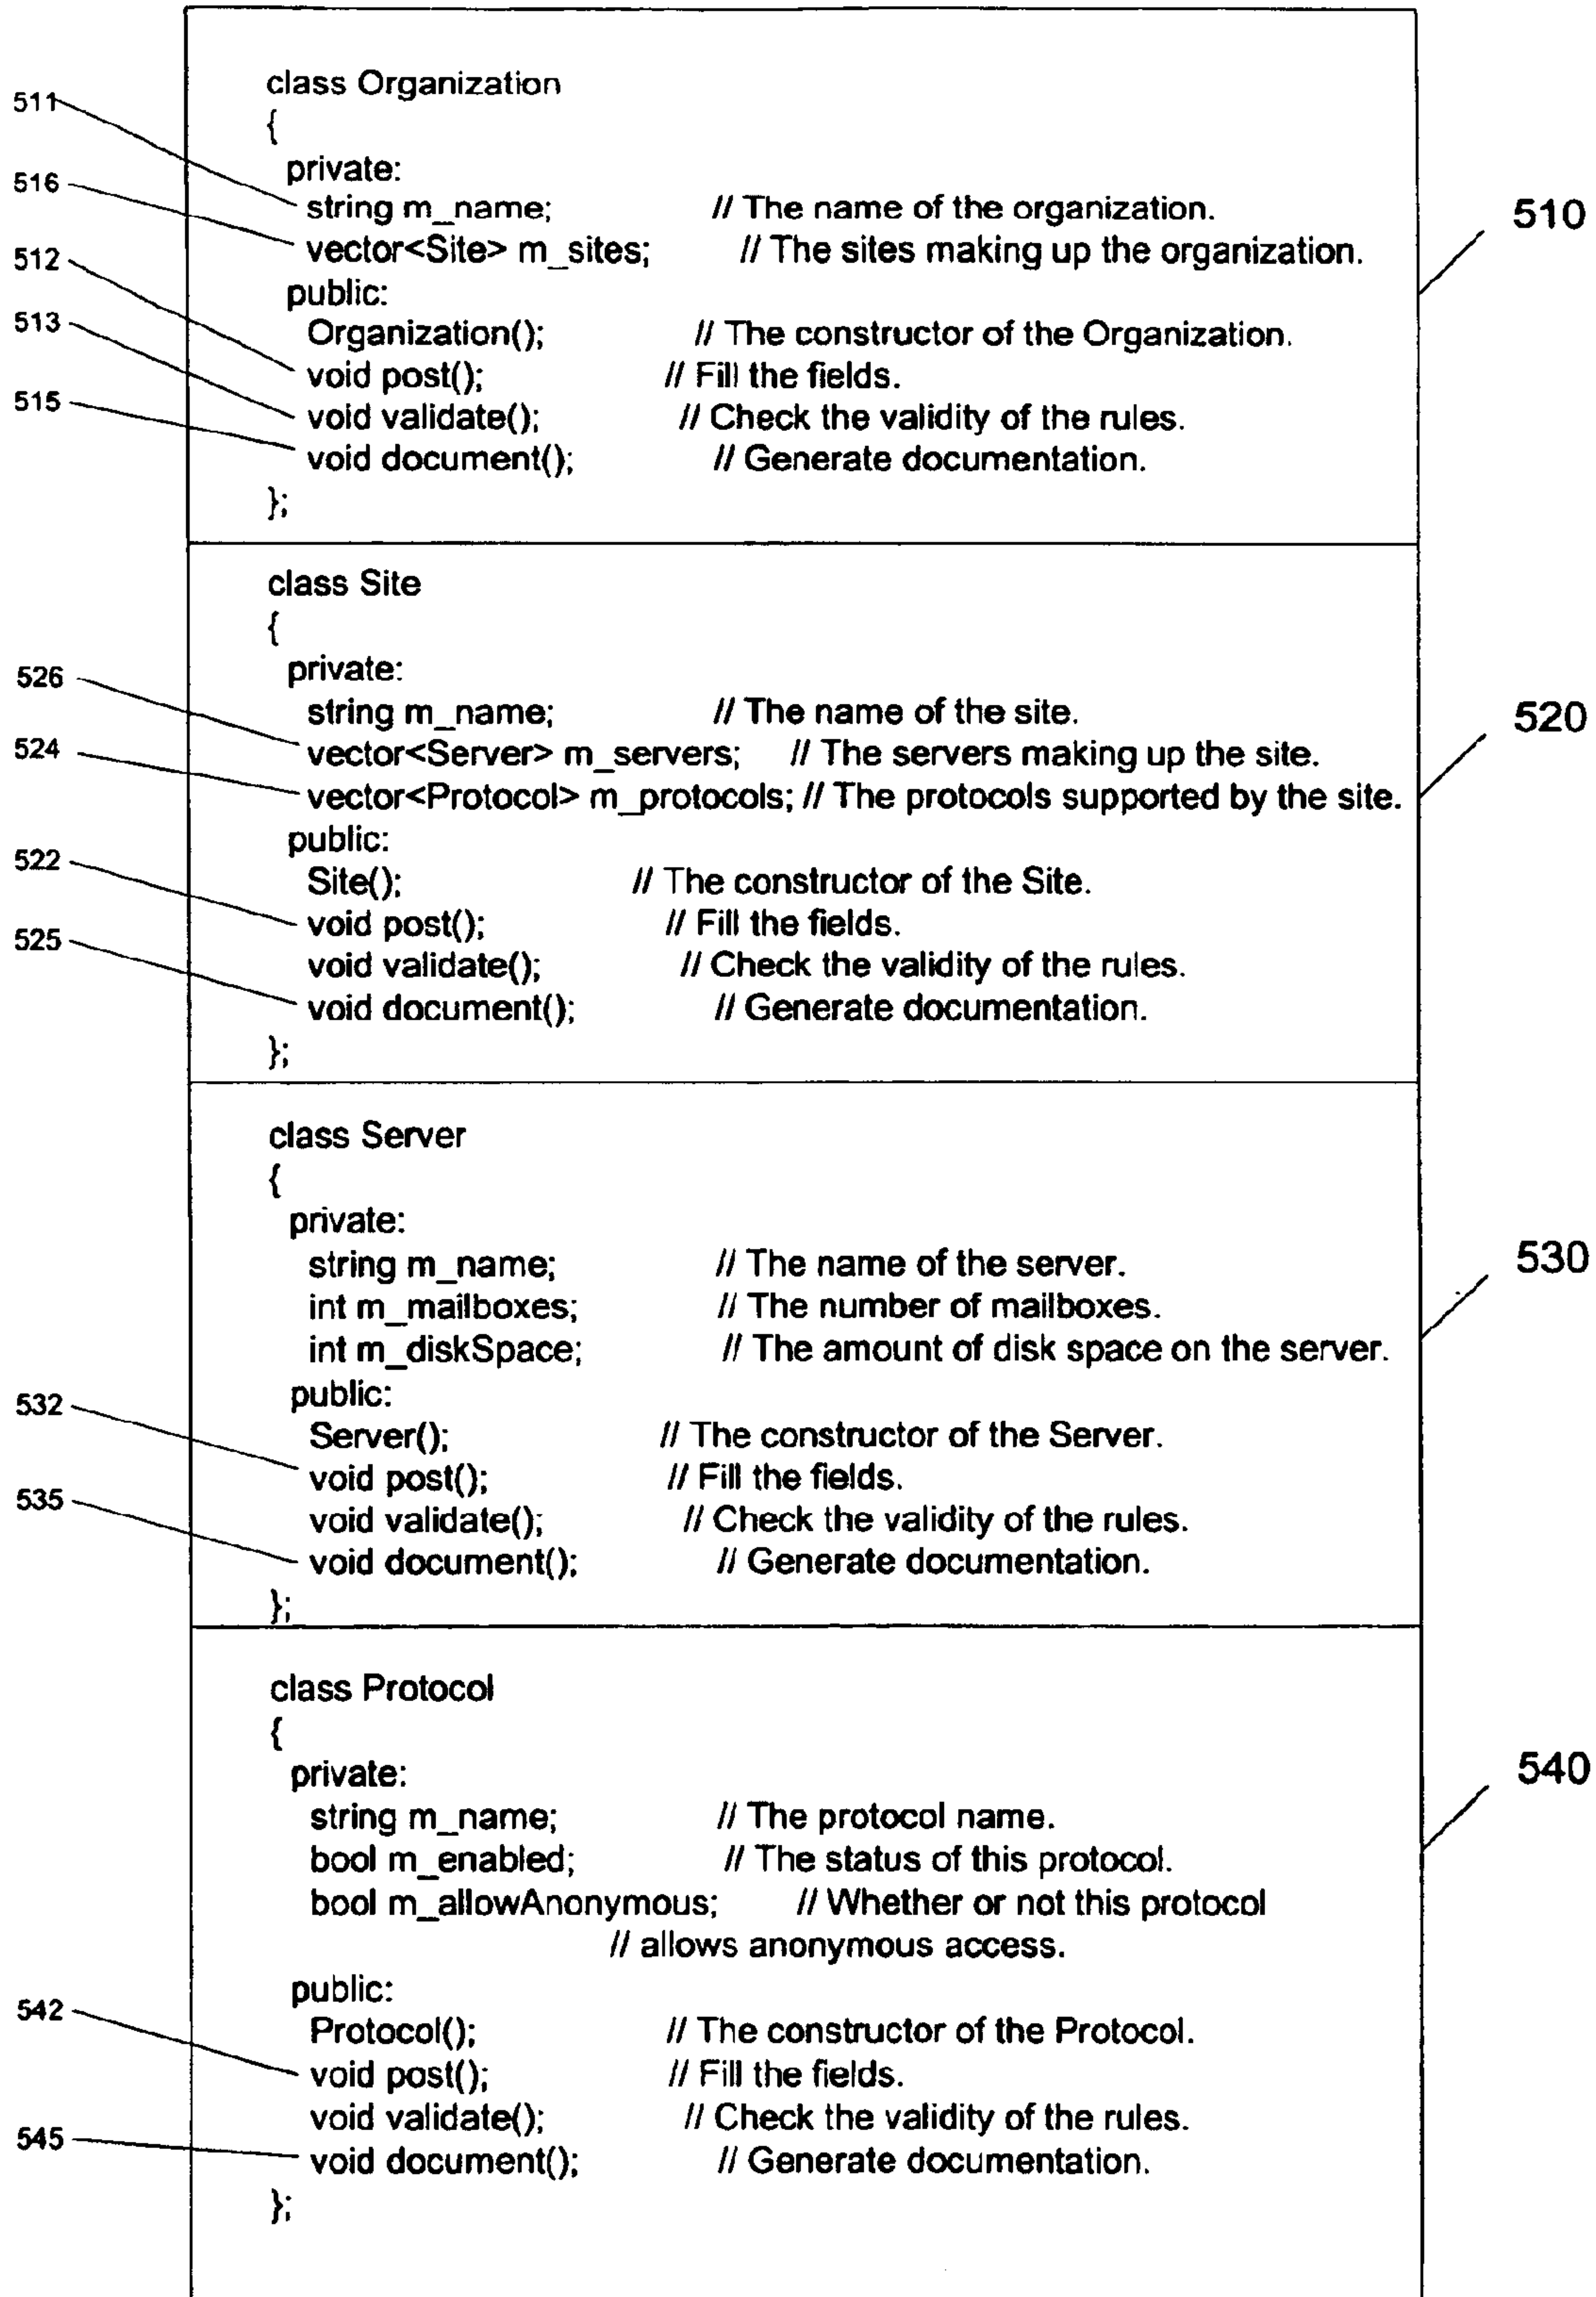 class Organization
{
private:
511 string m_name; // The name of the organization.
516 vector<Site> m_sites; // The sites making up the organization.
510
public:
Organization(); // The constructor of the Organization.
512 void post(); // Fill the fields.
513 void validate(); // Check the validity of the rules.
515 void document(); // Generate documentation.
};
class Site
{
private:
string m_name; // The name of the site.
526 vector<Server> m_servers; // The servers making up the site.
524 vector<Protocol> m_protocols; // The protocols supported by the site.
520
public:
Site(); // The constructor of the Site.
522 void post(); // Fill the fields.
void validate(); // Check the validity of the rules.
525 void document(); // Generate documentation.
};
class Server
{
private:
string m_name; // The name of the server.
int m_mailboxes; // The number of mailboxes.
int m_diskSpace; // The amount of disk space on the server.
530
public:
Server(); // The constructor of the Server.
532 void post(); // Fill the fields.
void validate(); // Check the validity of the rules.
535 void document(); // Generate documentation.
};
class Protocol
{
private:
string m_name; // The protocol name.
bool m_enabled; // The status of this protocol.
bool m_allowAnonymous; // Whether or not this protocol
// allows anonymous access.
540
public:
Protocol(); // The constructor of the Protocol.
542 void post(); // Fill the fields.
void validate(); // Check the validity of the rules.
545 void document(); // Generate documentation.
};